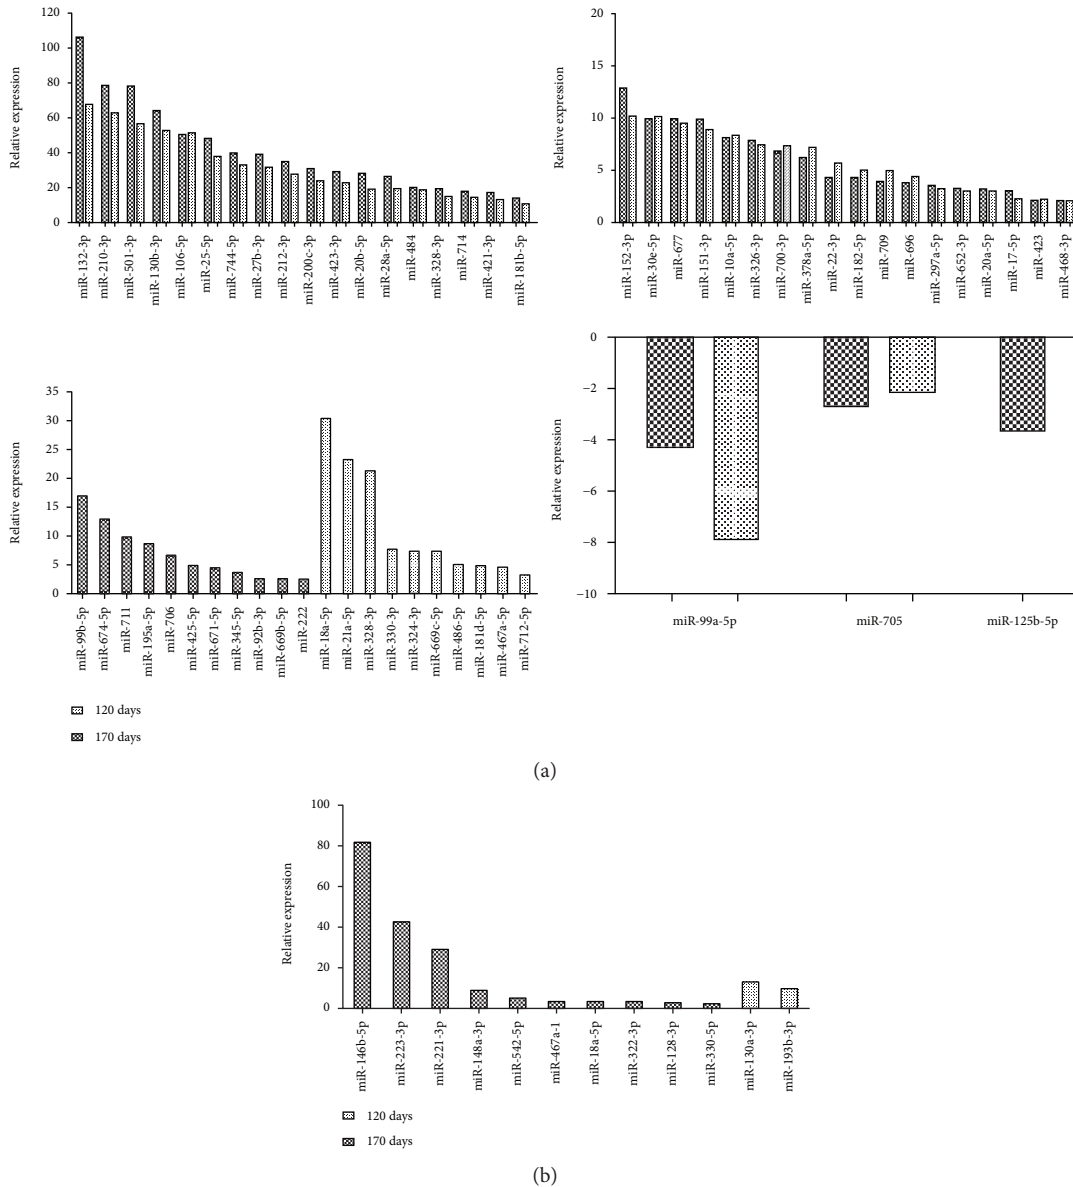 120
100
80
60
40
20
0
Relative expression
miR-132-3p
miR-210-3p
miR-501-3p
miR-130b-3p
miR-106-5p
miR-25-5p
miR-744-5p
miR-27b-3p
miR-212-3p
miR-200c-3p
miR-423-3p
miR-20b-5p
miR-28a-5p
miR-484
miR-328-3p
miR-714
miR-421-3p
miR-181b-5p
20
15
10
5
0
Relative expression
miR-152-3p
miR-30e-5p
miR-677
miR-151-3p
miR-10a-5p
miR-326-3p
miR-700-3p
miR-378a-5p
miR-22-3p
miR-182-5p
miR-709
miR-696
miR-297a-5p
miR-652-3p
miR-20a-5p
miR-17-5p
miR-423
miR-468-3p
35
30
25
20
15
10
5
0
Relative expression
miR-99b-5p
miR-674-5p
miR-711
miR-195a-5p
miR-706
miR-425-5p
miR-671-5p
miR-345-5p
miR-92b-3p
miR-669b-5p
miR-222
miR-18a-5p
miR-21a-5p
miR-328-3p
miR-330-3p
miR-324-3p
miR-669c-5p
miR-486-5p
miR-181d-5p
miR-467a-5p
miR-712-5p
0
−2
−4
−6
−8
−10
Relative expression
miR-99a-5p
miR-705
miR-125b-5p
120 days
170 days
(a)
100
80
60
40
20
0
Relative expression
miR-146b-5p
miR-223-3p
miR-221-3p
miR-148a-3p
miR-542-5p
miR-467a-1
miR-18a-5p
miR-322-3p
miR-128-3p
miR-330-5p
miR-130a-3p
miR-193b-3p
120 days
170 days
(b)